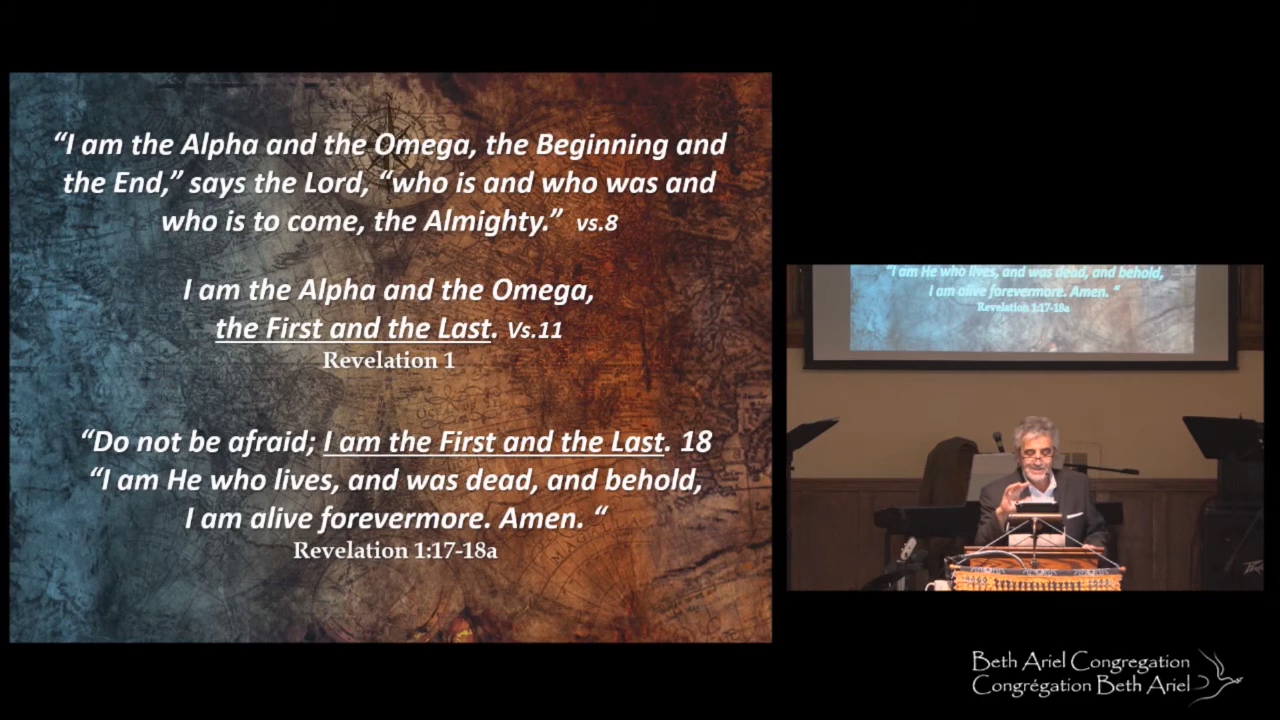 “I am the Alpha and the Omega, the Beginning and
the End,” says the Lord, “who is and who was and
who is to come, the Almighty.” vs.8
I am the Alpha and the Omega,
the First and the Last. Vs.11
Revelation 1
“Do not be afraid; I am the First and the Last. 18
“I am He who lives, and was dead, and behold,
I am alive forevermore. Amen. “
Revelation 1:17-18a
“I am He who lives, and was dead, and behold,
I am alive forevermore. Amen. “
Revelation 1:17-18a
Beth Ariel Congregation
Congrégation Beth Ariel